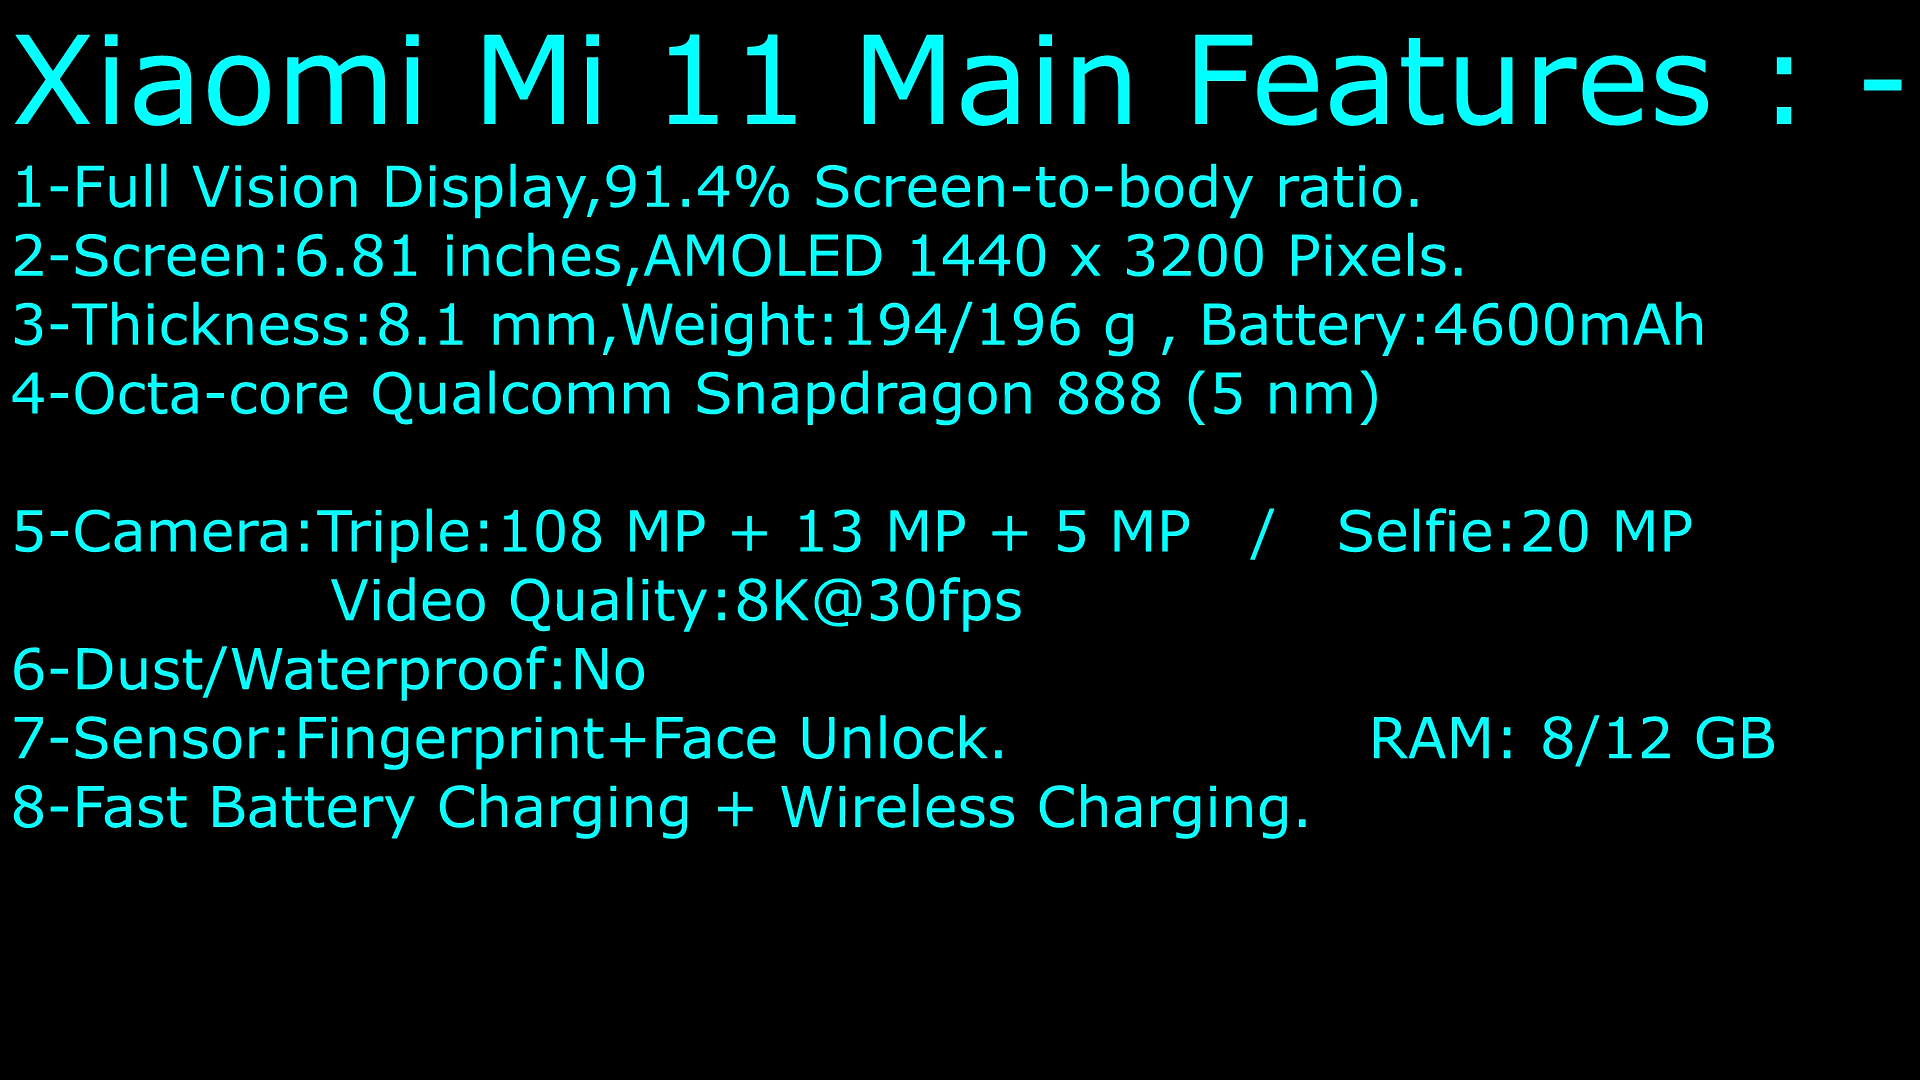 Xiaomi Mi 11 Main Features : -
1-Full Vision Display,91.4% Screen-to-body ratio.
2-Screen:6.81 inches,AMOLED 1440 x 3200 Pixels.
3-Thickness:8.1 mm,Weight:194/196 g , Battery:4600mAh
4-Octa-core Qualcomm Snapdragon 888 (5 nm)
5-Camera:Triple:108 MP + 13 MP + 5 MP / Selfie:20 MP
Video Quality:8K@30fps
6-Dust/Waterproof:No
7-Sensor:Fingerprint+Face Unlock. RAM: 8/12 GB
8-Fast Battery Charging + Wireless Charging.